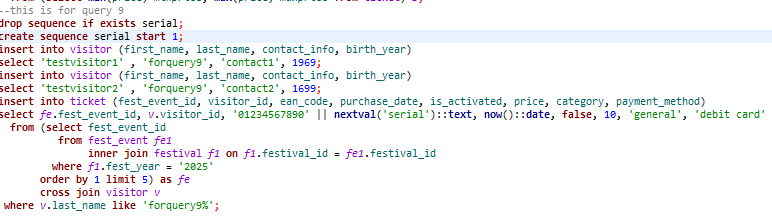 --this is for query 9
drop sequence if exists serial;
create sequence serial start 1;
insert into visitor (first_name, last_name, contact_info, birth_year)
select 'testvisitor1' , 'forquery9', 'contact1', 1969;
insert into visitor (first_name, last_name, contact_info, birth_year)
select 'testvisitor2' , 'forquery9', 'contact2', 1699;
insert into ticket (fest_event_id, visitor_id, ean_code, purchase_date, is_activated, price, category, payment_method)
select fe.fest_event_id, v.visitor_id, '01234567890' || nextval('serial')::text, now()::date, false, 10, 'general', 'debit card'
from (select fest_event_id
from fest_event fe1
inner join festival f1 on f1.festival_id = fe1.festival_id
where f1.fest_year = '2025'
order by 1 limit 5) as fe
cross join visitor v
where v.last_name like 'forquery9%';